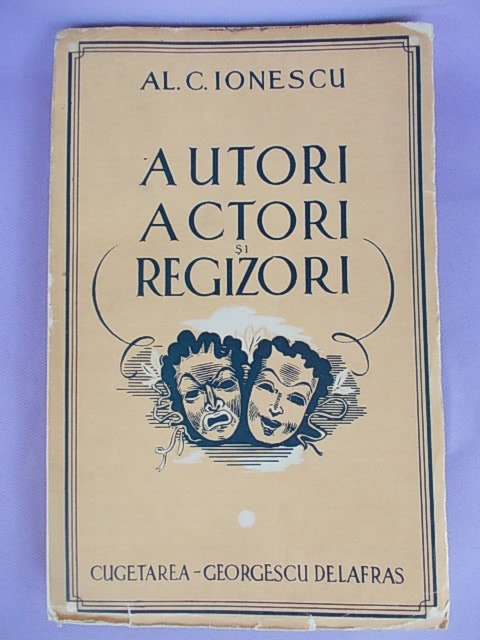 AL. C. IONESCU
AUTORI
ACTORI
ȘI
REGIZORI
CUGETAREA - GEORGESCU DELAFRAS